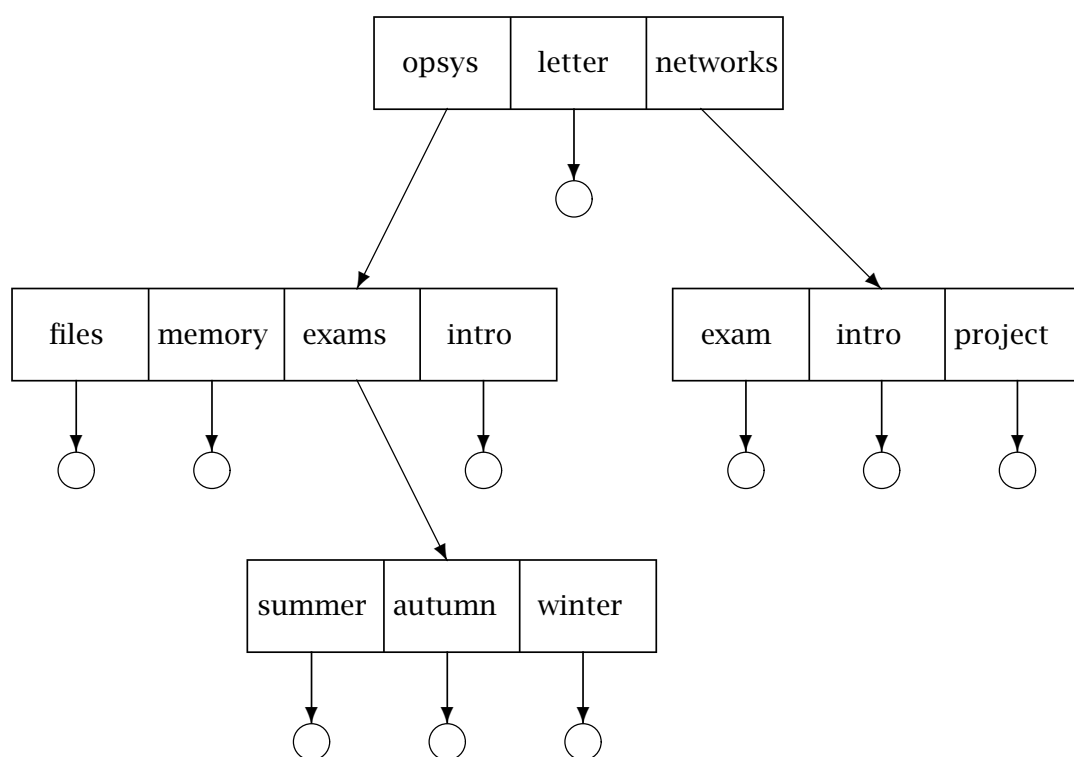 opsys letter networks
files memory exams intro
exam intro project
summer autumn winter